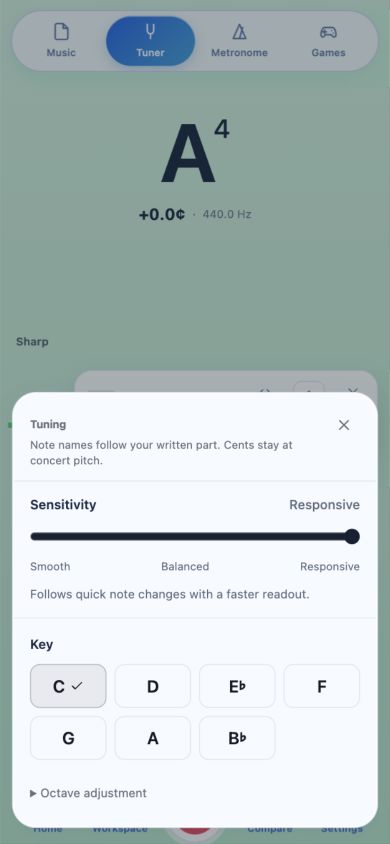 Music Tuner Metronome Games
A4
+0.0¢ · 440.0 Hz
Sharp
Tuning
Note names follow your written part. Cents stay at
concert pitch.
Sensitivity Responsive
Smooth Balanced Responsive
Follows quick note changes with a faster readout.
Key
C ✓ D E♭ F
G A B♭
▶ Octave adjustment
Home Workspace Compare Settings